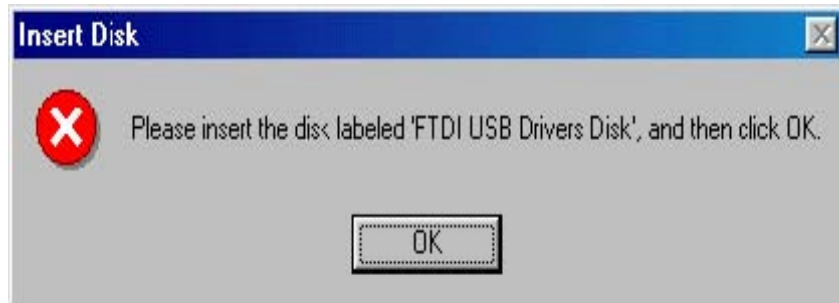 Insert Disk
Please insert the disk labeled 'FTDI USB Drivers Disk', and then click OK.
OK